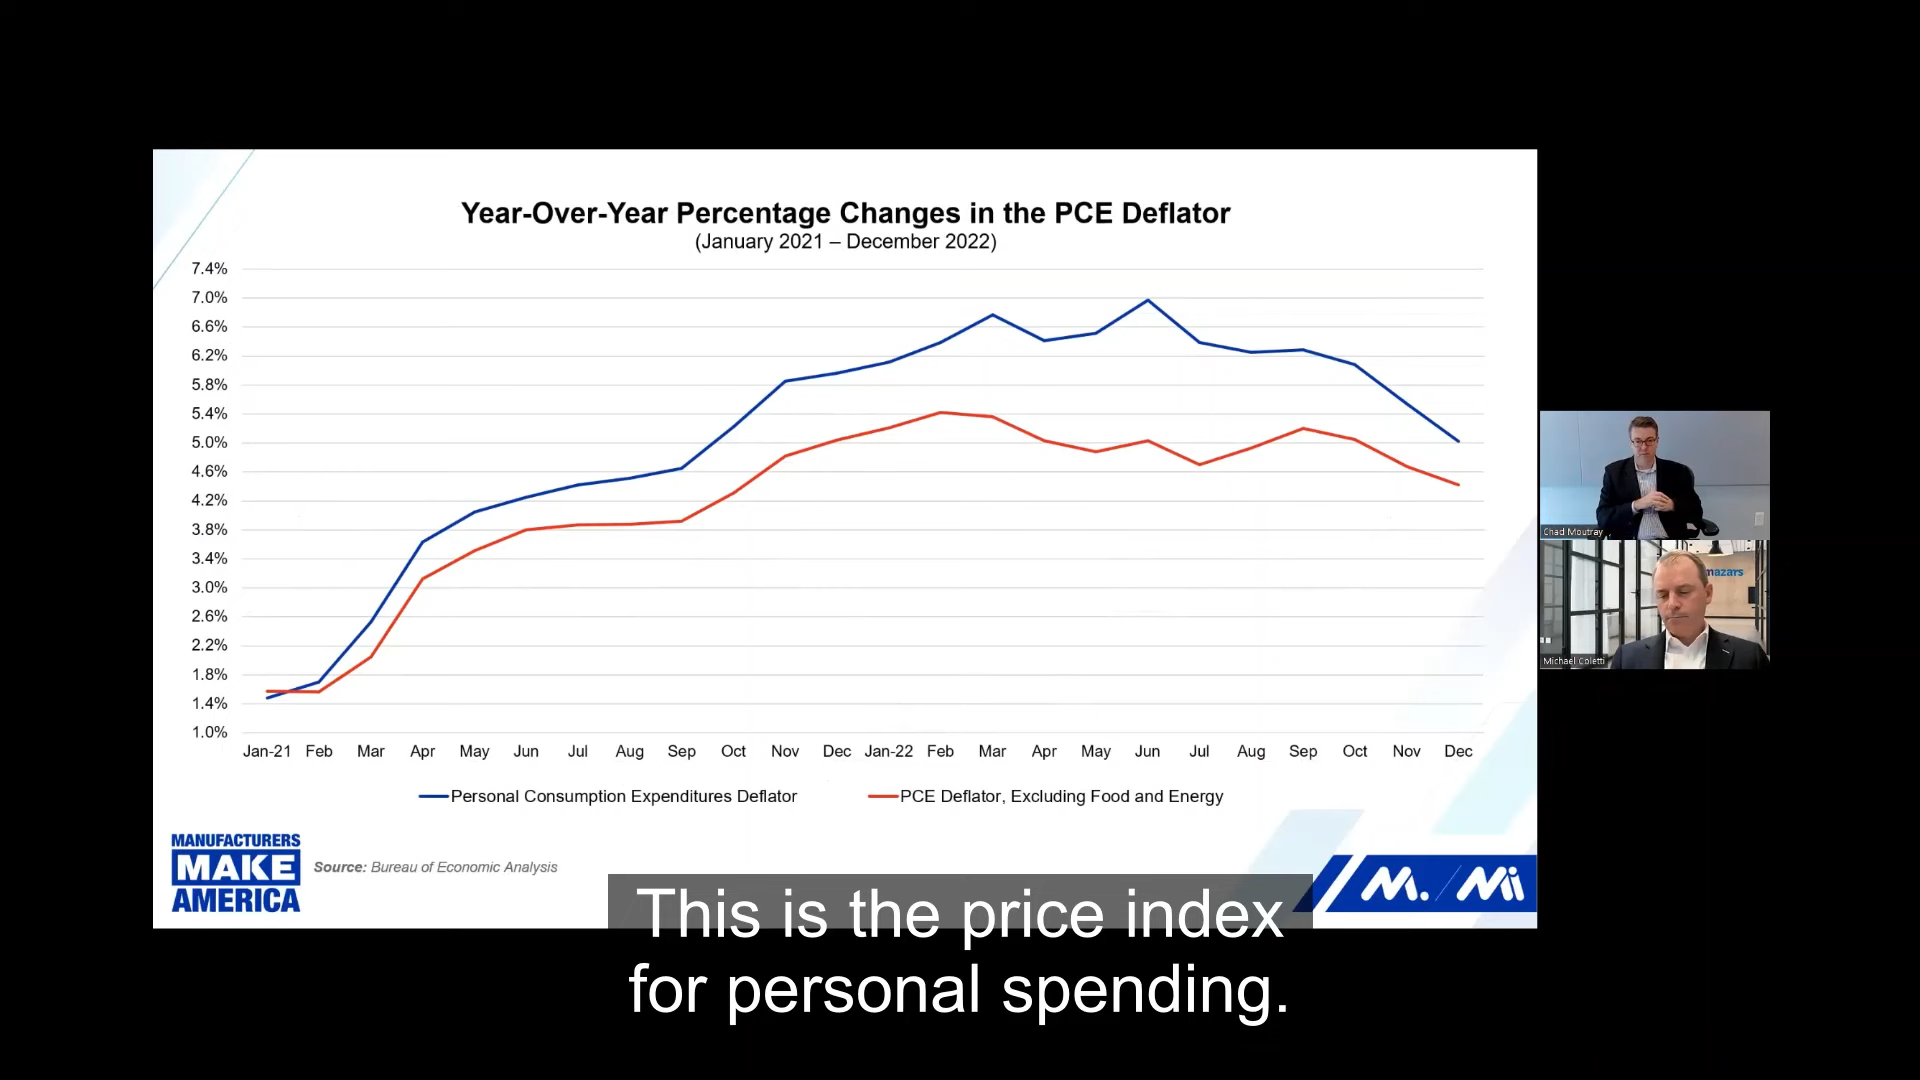 Year-Over-Year Percentage Changes in the PCE Deflator
(January 2021 – December 2022)
7.4%
7.0%
6.6%
6.2%
5.8%
5.4%
5.0%
4.6%
4.2%
3.8%
3.4%
3.0%
2.6%
2.2%
1.8%
1.4%
1.0%
Jan-21 Feb Mar Apr May Jun Jul Aug Sep Oct Nov Dec Jan-22 Feb Mar Apr May Jun Jul Aug Sep Oct Nov Dec
Personal Consumption Expenditures Deflator PCE Deflator, Excluding Food and Energy
MANUFACTURERS
MAKE
AMERICA
Source: Bureau of Economic Analysis
M. / Mi
Chad Moutray
mazars
Michael Coletti
This is the price index
for personal spending.